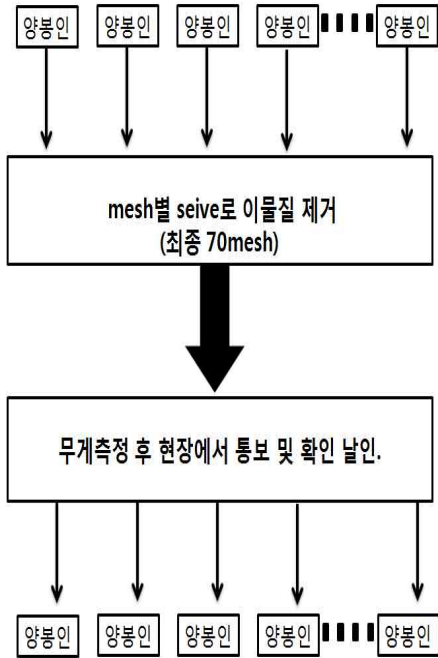 양봉인 양봉인 양봉인 양봉인 양봉인
mesh별 seive로 이물질 제거
(최종 70mesh)
무게측정 후 현장에서 통보 및 확인 날인.
양봉인 양봉인 양봉인 양봉인 양봉인